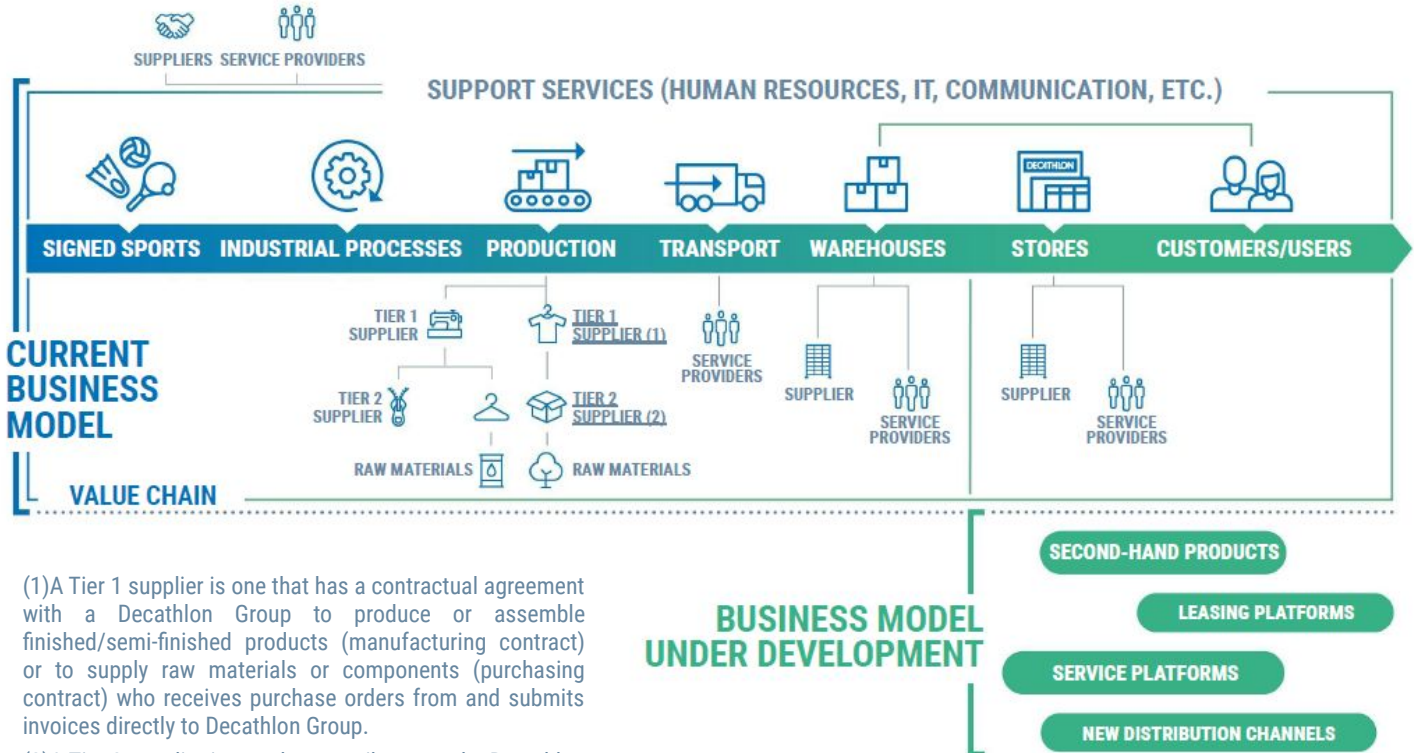 SUPPLIERS SERVICE PROVIDERS
SUPPORT SERVICES (HUMAN RESOURCES, IT, COMMUNICATION, ETC.)
DECATHLON
SIGNED SPORTS INDUSTRIAL PROCESSES PRODUCTION TRANSPORT WAREHOUSES STORES CUSTOMERS/USERS
CURRENT
BUSINESS
MODEL
TIER 1
SUPPLIER
TIER 1
SUPPLIER (1)
TIER 2
SUPPLIER
TIER 2
SUPPLIER (2)
RAW MATERIALS
RAW MATERIALS
SERVICE
PROVIDERS
SUPPLIER
SERVICE
PROVIDERS
SUPPLIER
SERVICE
PROVIDERS
VALUE CHAIN
(1)A Tier 1 supplier is one that has a contractual agreement
with a Decathlon Group to produce or assemble
finished/semi-finished products (manufacturing contract)
or to supply raw materials or components (purchasing
contract) who receives purchase orders from and submits
invoices directly to Decathlon Group.
BUSINESS MODEL
UNDER DEVELOPMENT
SECOND-HAND PRODUCTS
LEASING PLATFORMS
SERVICE PLATFORMS
NEW DISTRIBUTION CHANNELS